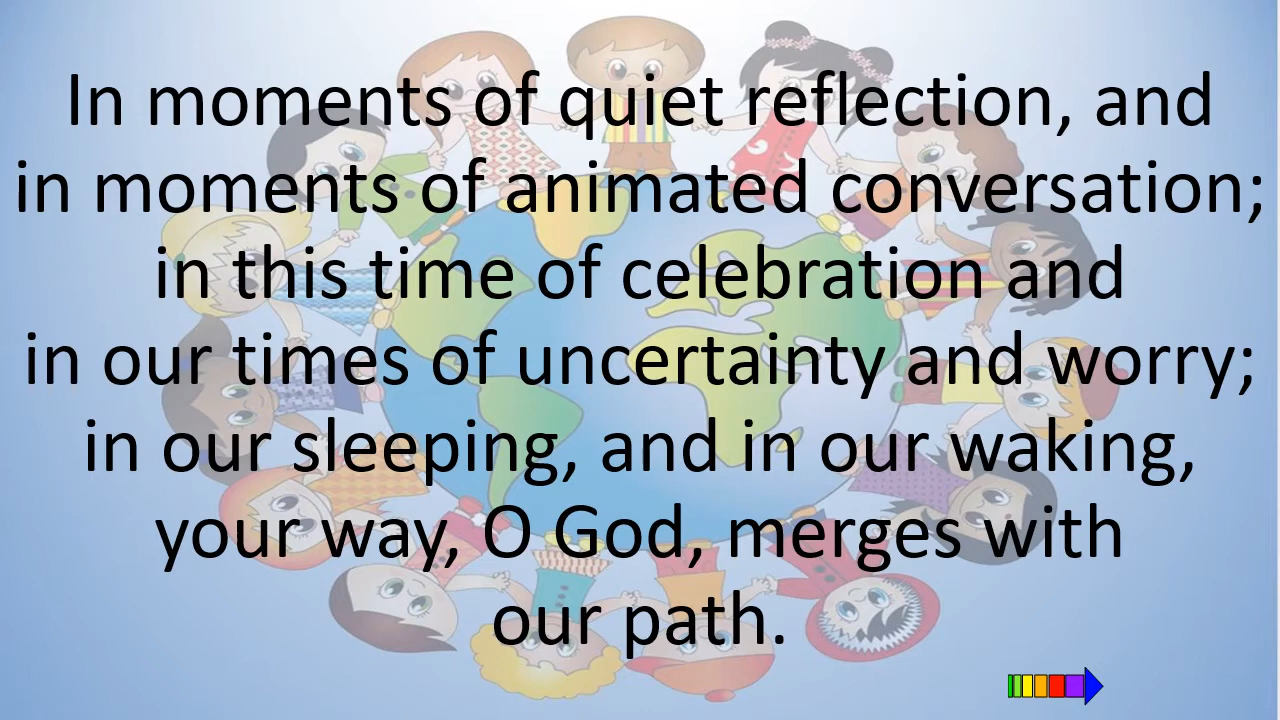 In moments of quiet reflection, and
in moments of animated conversation;
in this time of celebration and
in our times of uncertainty and worry;
in our sleeping, and in our waking,
your way, O God, merges with
our path.